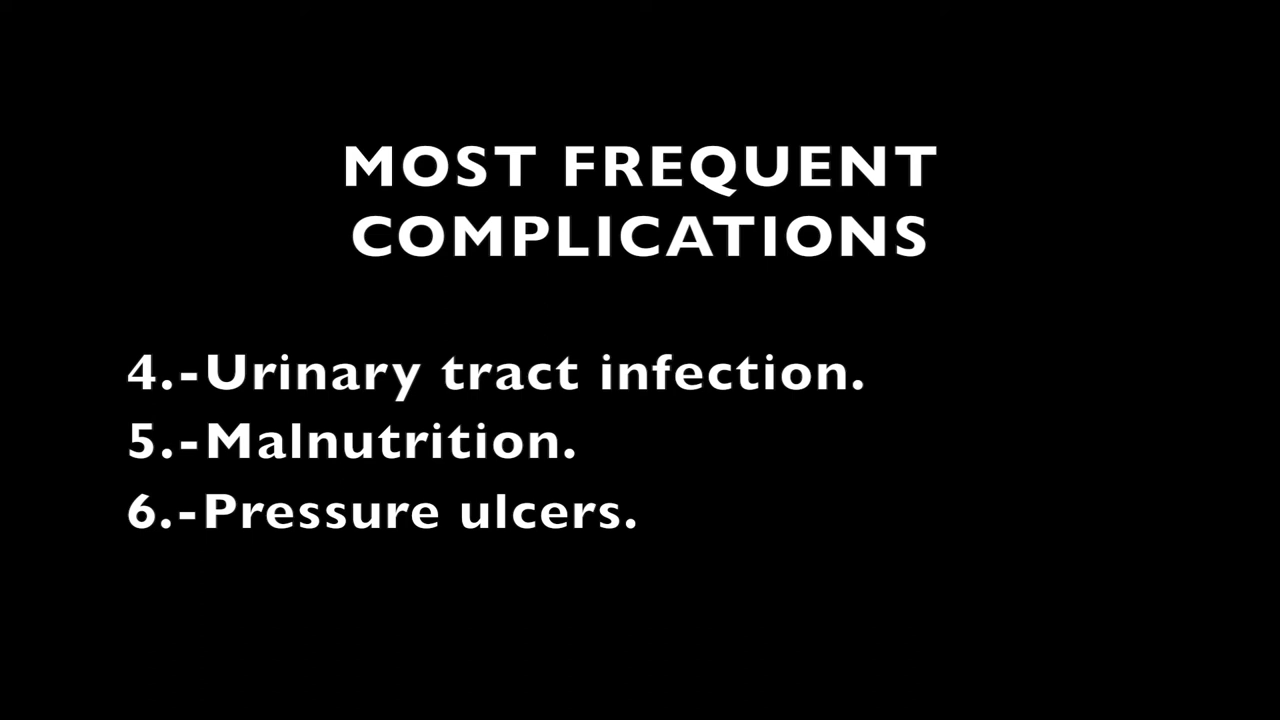 MOST FREQUENT
COMPLICATIONS
4.-Urinary tract infection.
5.-Malnutrition.
6.-Pressure ulcers.